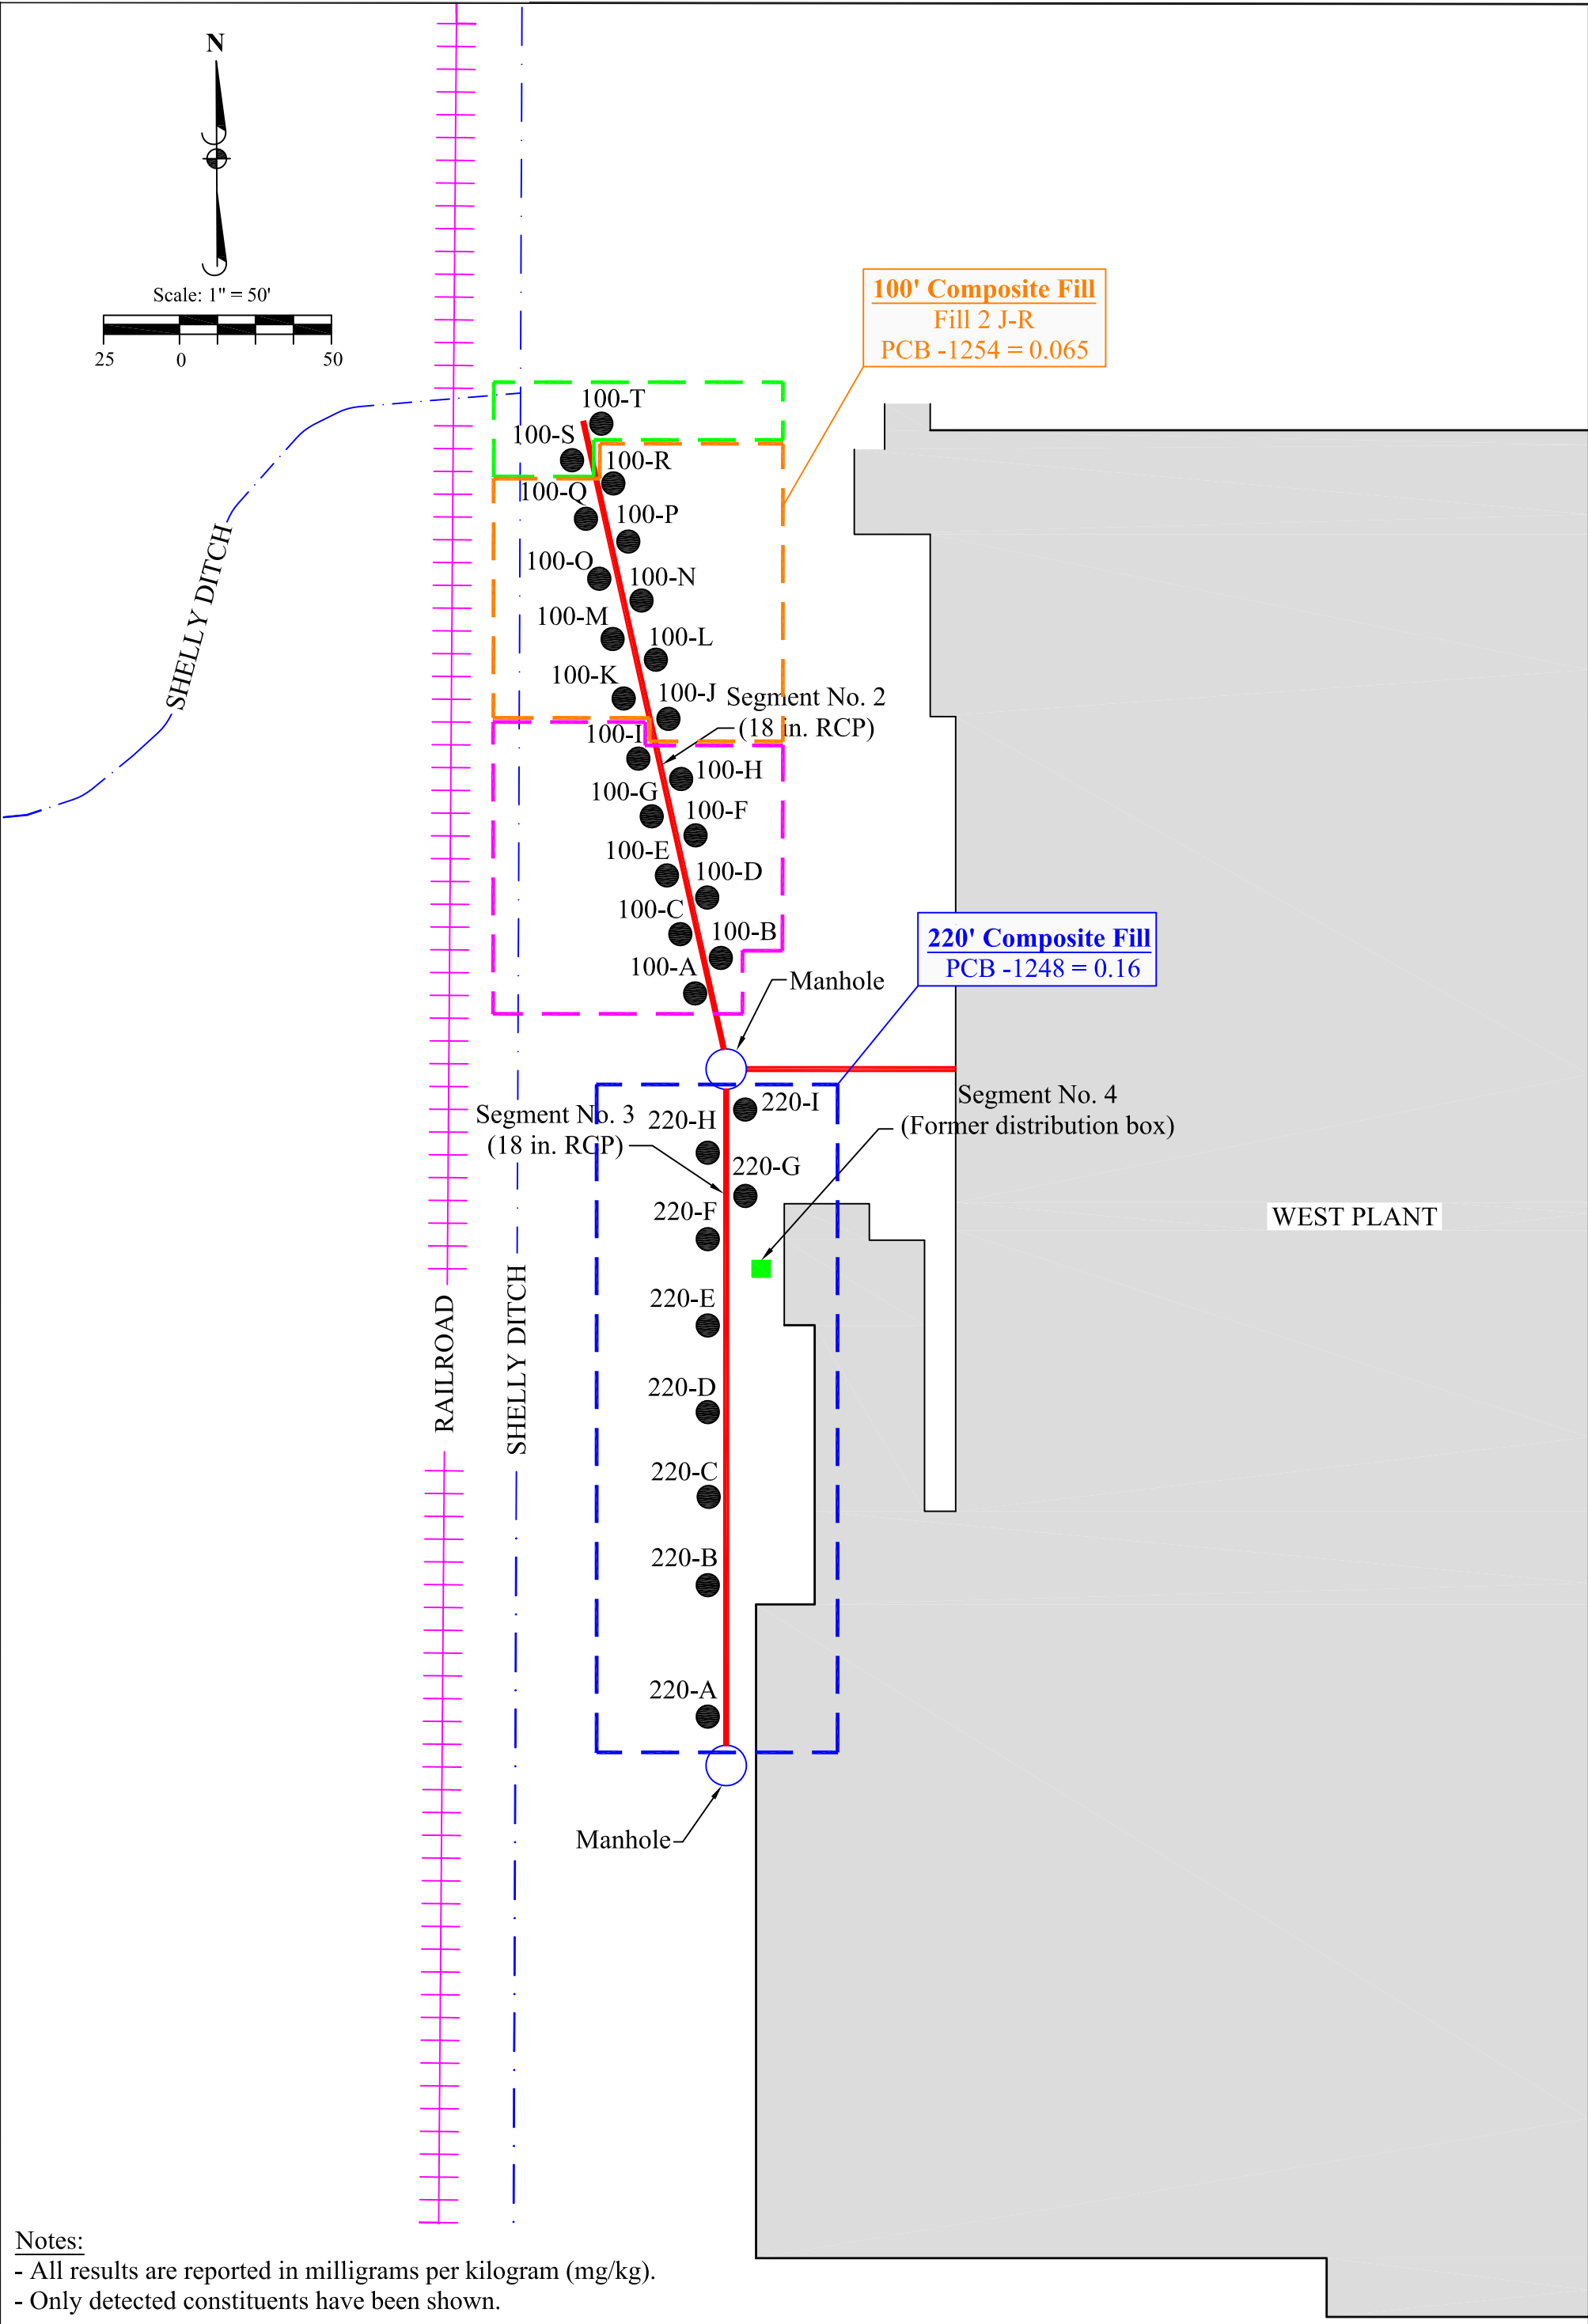 N
Scale: 1" = 50'
25 0 50
100' Composite Fill
Fill 2 J-R
PCB -1254 = 0.065
100-T
100-S
100-R
100-Q
100-P
100-O
100-N
100-M
100-L
100-K
100-J
Segment No. 2
(18 in. RCP)
100-I
100-H
100-G
100-F
100-E
100-D
100-C
100-B
100-A
SHELLY DITCH
220' Composite Fill
PCB -1248 = 0.16
Manhole
Segment No. 4
(Former distribution box)
Segment No. 3
(18 in. RCP)
220-I
220-H
220-G
220-F
220-E
220-D
220-C
220-B
220-A
WEST PLANT
RAILROAD
SHELLY DITCH
Manhole
Notes:
- All results are reported in milligrams per kilogram (mg/kg).
- Only detected constituents have been shown.